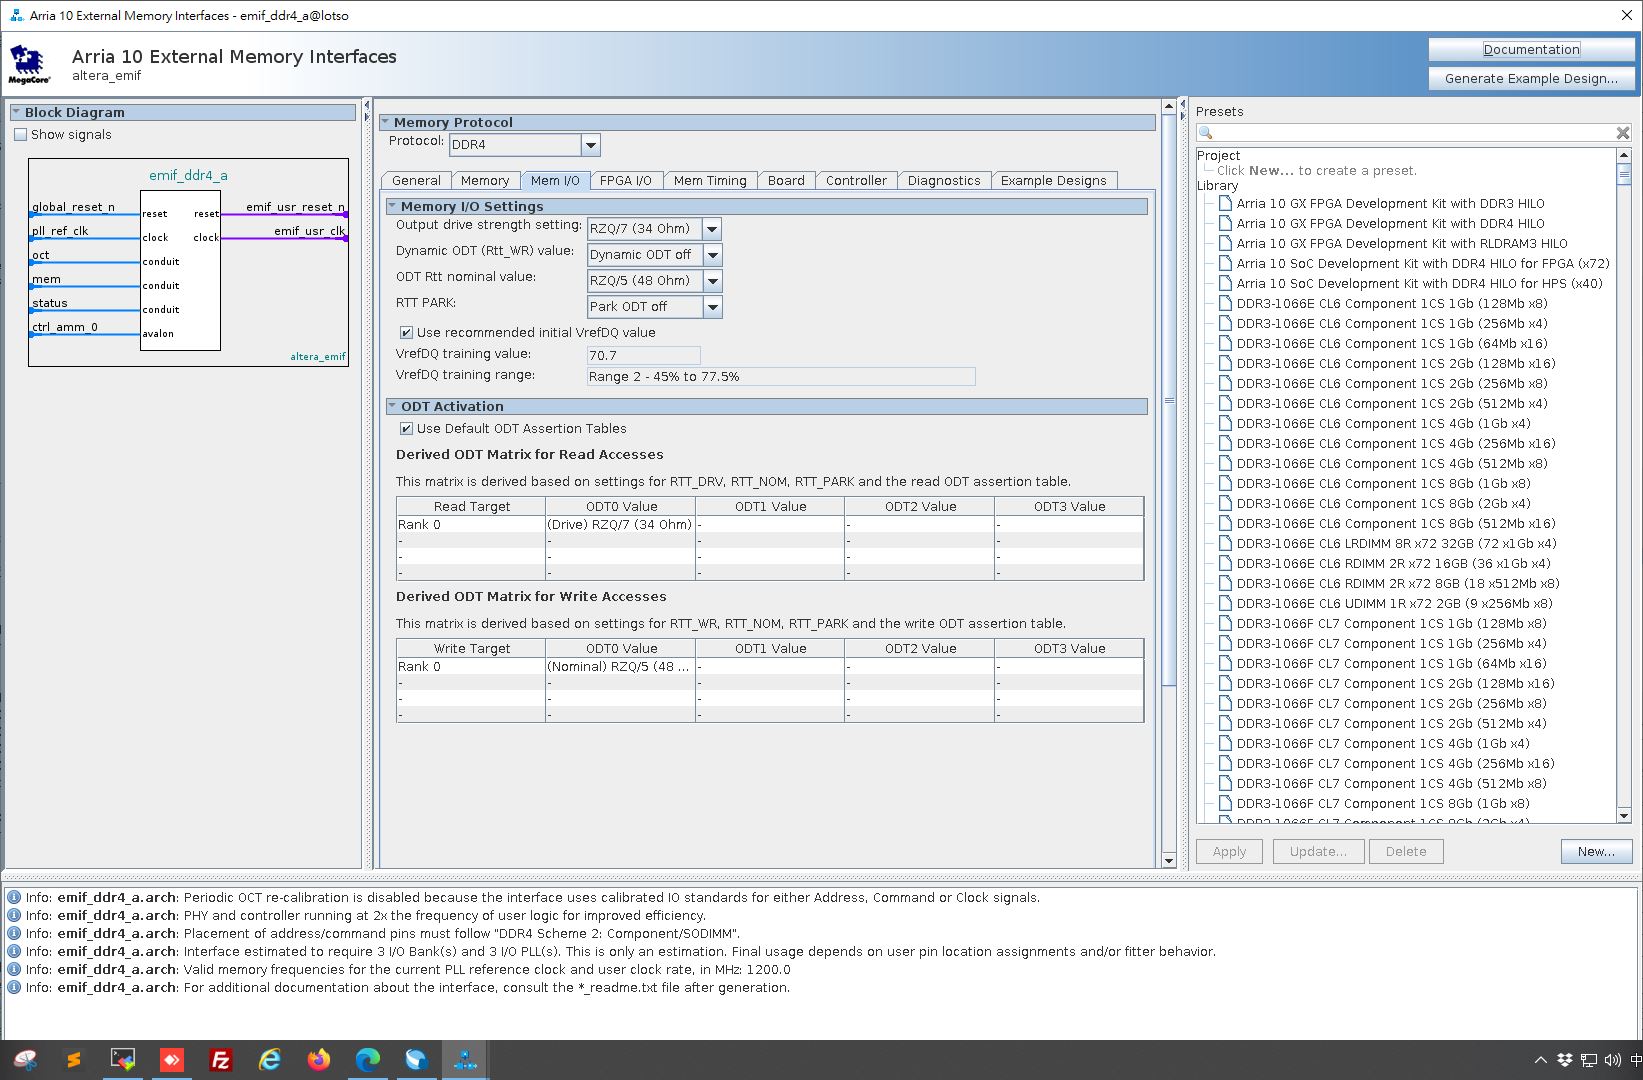 Arria 10 External Memory Interfaces - emif_ddr4_a@lotso
MegaCore®
Arria 10 External Memory Interfaces
altera_emif
Documentation
Generate Example Design...
Block Diagram
Show signals
emif_ddr4_a
global_reset_n reset reset emif_usr_reset_n
pll_ref_clk clock clock emif_usr_clk
oct conduit
mem conduit
status conduit
ctrl_amm_0 avalon
altera_emif
Memory Protocol
Protocol: DDR4
General Memory Mem I/O FPGA I/O Mem Timing Board Controller Diagnostics Example Designs
Memory I/O Settings
Output drive strength setting: RZQ/7 (34 Ohm)
Dynamic ODT (Rtt_WR) value: Dynamic ODT off
ODT Rtt nominal value: RZQ/5 (48 Ohm)
RTT PARK: Park ODT off
Use recommended initial VrefDQ value
VrefDQ training value: 70.7
VrefDQ training range: Range 2 - 45% to 77.5%
ODT Activation
Use Default ODT Assertion Tables
Derived ODT Matrix for Read Accesses
This matrix is derived based on settings for RTT_DRV, RTT_NOM, RTT_PARK and the read ODT assertion table.
Read Target ODT0 Value ODT1 Value ODT2 Value ODT3 Value
Rank 0 (Drive) RZQ/7 (34 Ohm) - - -
- - - - -
- - - - -
- - - - -
Derived ODT Matrix for Write Accesses
This matrix is derived based on settings for RTT_WR, RTT_NOM, RTT_PARK and the write ODT assertion table.
Write Target ODT0 Value ODT1 Value ODT2 Value ODT3 Value
Rank 0 (Nominal) RZQ/5 (48 ... - - -
- - - - -
- - - - -
- - - - -
Presets
Project
Click New... to create a preset.
Library
Arria 10 GX FPGA Development Kit with DDR3 HILO
Arria 10 GX FPGA Development Kit with DDR4 HILO
Arria 10 GX FPGA Development Kit with RLDRAM3 HILO
Arria 10 SoC Development Kit with DDR4 HILO for FPGA (x72)
Arria 10 SoC Development Kit with DDR4 HILO for HPS (x40)
DDR3-1066E CL6 Component 1CS 1Gb (128Mb x8)
DDR3-1066E CL6 Component 1CS 1Gb (256Mb x4)
DDR3-1066E CL6 Component 1CS 1Gb (64Mb x16)
DDR3-1066E CL6 Component 1CS 2Gb (128Mb x16)
DDR3-1066E CL6 Component 1CS 2Gb (256Mb x8)
DDR3-1066E CL6 Component 1CS 2Gb (512Mb x4)
DDR3-1066E CL6 Component 1CS 4Gb (1Gb x4)
DDR3-1066E CL6 Component 1CS 4Gb (256Mb x16)
DDR3-1066E CL6 Component 1CS 4Gb (512Mb x8)
DDR3-1066E CL6 Component 1CS 8Gb (1Gb x8)
DDR3-1066E CL6 Component 1CS 8Gb (2Gb x4)
DDR3-1066E CL6 Component 1CS 8Gb (512Mb x16)
DDR3-1066E CL6 LRDIMM 8R x72 32GB (72 x1Gb x4)
DDR3-1066E CL6 RDIMM 2R x72 16GB (36 x1Gb x4)
DDR3-1066E CL6 RDIMM 2R x72 8GB (18 x512Mb x8)
DDR3-1066E CL6 UDIMM 1R x72 2GB (9 x256Mb x8)
DDR3-1066F CL7 Component 1CS 1Gb (128Mb x8)
DDR3-1066F CL7 Component 1CS 1Gb (256Mb x4)
DDR3-1066F CL7 Component 1CS 1Gb (64Mb x16)
DDR3-1066F CL7 Component 1CS 2Gb (128Mb x16)
DDR3-1066F CL7 Component 1CS 2Gb (256Mb x8)
DDR3-1066F CL7 Component 1CS 2Gb (512Mb x4)
DDR3-1066F CL7 Component 1CS 4Gb (1Gb x4)
DDR3-1066F CL7 Component 1CS 4Gb (256Mb x16)
DDR3-1066F CL7 Component 1CS 4Gb (512Mb x8)
DDR3-1066F CL7 Component 1CS 8Gb (1Gb x8)
DDR3-1066F CL7 Component 1CS 8Gb (2Gb x4)
Apply Update... Delete New...
Info: emif_ddr4_a.arch: Periodic OCT re-calibration is disabled because the interface uses calibrated IO standards for either Address, Command or Clock signals.
Info: emif_ddr4_a.arch: PHY and controller running at 2x the frequency of user logic for improved efficiency.
Info: emif_ddr4_a.arch: Placement of address/command pins must follow "DDR4 Scheme 2: Component/SODIMM".
Info: emif_ddr4_a.arch: Interface estimated to require 3 I/O Bank(s) and 3 I/O PLL(s). This is only an estimation. Final usage depends on user pin location assignments and/or fitter behavior.
Info: emif_ddr4_a.arch: Valid memory frequencies for the current PLL reference clock and user clock rate, in MHz: 1200.0
Info: emif_ddr4_a.arch: For additional documentation about the interface, consult the *_readme.txt file after generation.
中